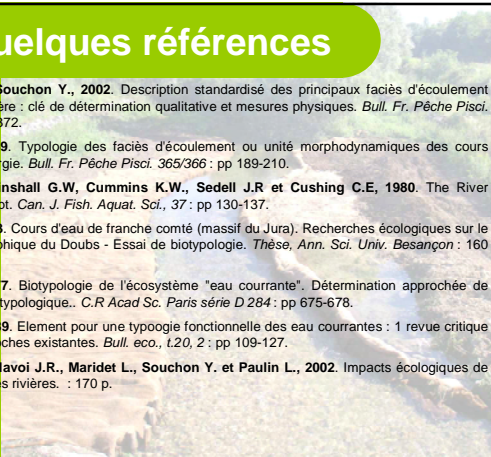 uelques références
Souchon Y., 2002. Description standardisé des principaux faciès d'écoulement
ère : clé de détermination qualitative et mesures physiques. Bull. Fr. Pêche Pisci.
372.
9. Typologie des faciès d'écoulement ou unité morphodynamiques des cours
rgie. Bull. Fr. Pêche Pisci. 365/366 : pp 189-210.
nshall G.W, Cummins K.W., Sedell J.R et Cushing C.E, 1980. The River
pt. Can. J. Fish. Aquat. Sci., 37 : pp 130-137.
. Cours d'eau de franche comté (massif du Jura). Recherches écologiques sur le
phique du Doubs - Essai de biotypologie. Thèse, Ann. Sci. Univ. Besançon : 160
7. Biotypologie de l'écosystème "eau courante". Détermination approchée de
typologique.. C.R Acad Sc. Paris série D 284 : pp 675-678.
89. Element pour une typoogie fonctionnelle des eau courantes : 1 revue critique
oches existantes. Bull. eco., t.20, 2 : pp 109-127.
lavoi J.R., Maridet L., Souchon Y. et Paulin L., 2002. Impacts écologiques de
es rivières. : 170 p.